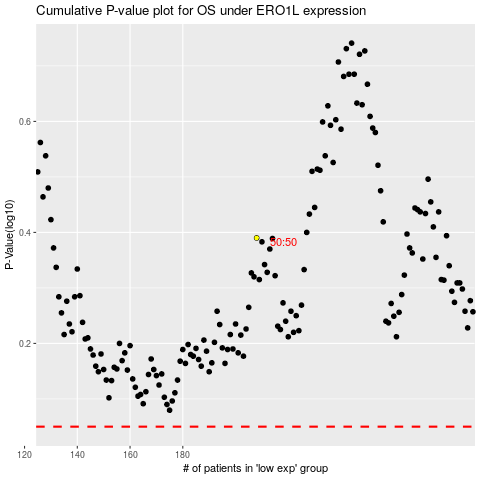 Cumulative P-value plot for OS under ERO1L expression
P-Value(log10)
0.6
0.4
0.2
50:50
120 140 160 180
# of patients in 'low exp' group